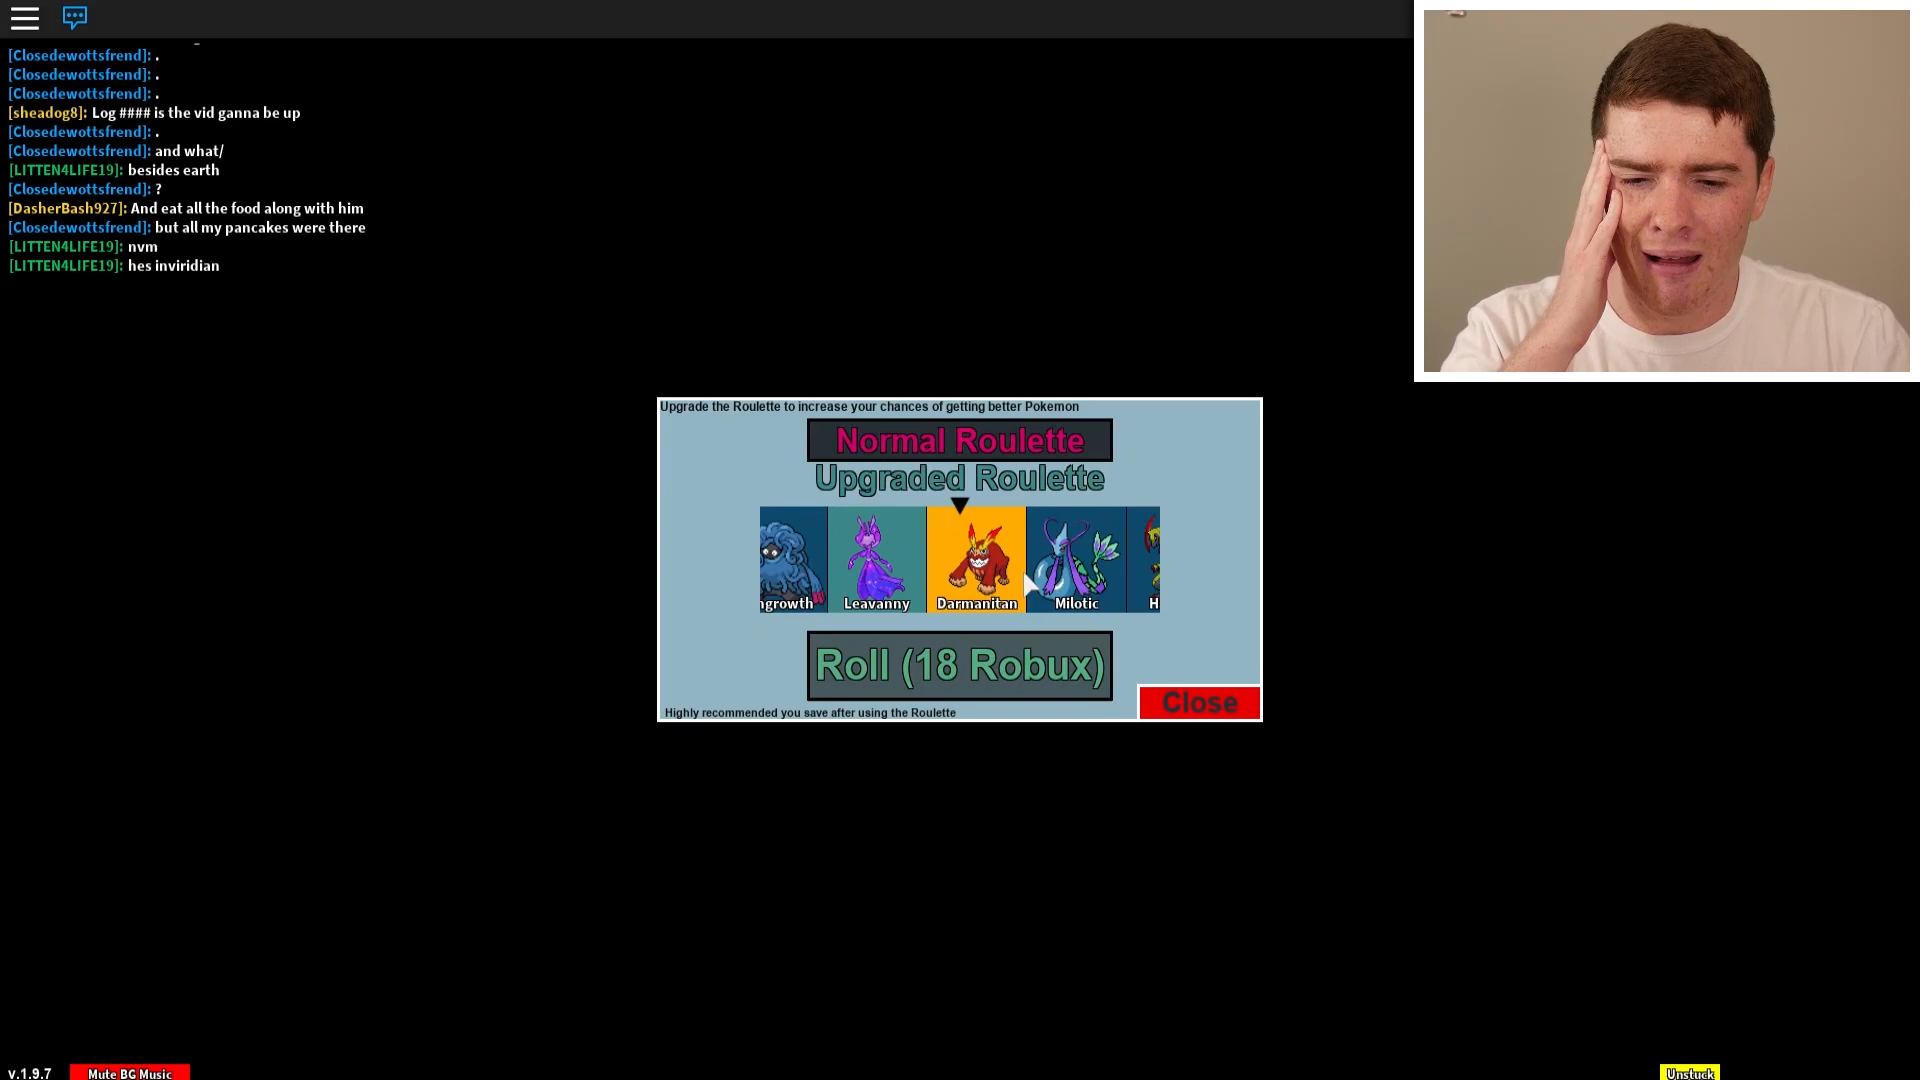 [Closedewottsfrend]: .
[Closedewottsfrend]: .
[Closedewottsfrend]: .
[sheadog8]: Log #### is the vid ganna be up
[Closedewottsfrend]: .
[Closedewottsfrend]: and what/
[LITTEN4LIFE19]: besides earth
[Closedewottsfrend]: ?
[DasherBash927]: And eat all the food along with him
[Closedewottsfrend]: but all my pancakes were there
[LITTEN4LIFE19]: nvm
[LITTEN4LIFE19]: hes inviridian
Upgrade the Roulette to increase your chances of getting better Pokemon
Normal Roulette
Upgraded Roulette
ngrowth Leavanny Darmanitan Milotic H
Roll (18 Robux)
Close
Highly recommended you save after using the Roulette
v.1.9.7 Mute BG Music Unstuck